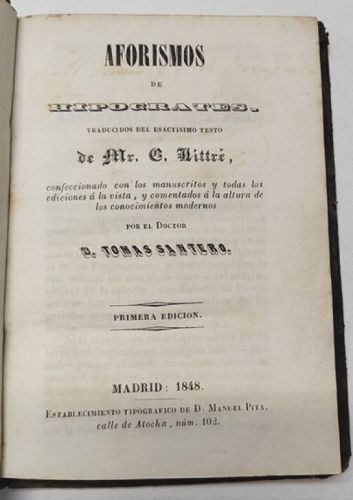 AFORISMOS
DE
HIPOCRATES,
TRADUCIDOS DEL ESACTISIMO TESTO
de Mr. E. Littré,
confeccionado con los manuscritos y todas las
ediciones á la vista, y comentados á la altura de
los conocimientos modernos
POR EL DOCTOR
D. TOMAS SANTERO.
PRIMERA EDICION.
MADRID: 1848.
ESTABLECIMIENTO TIPOGRAFICO DE D. MANUEL PITA,
calle de Atocha, núm. 102.